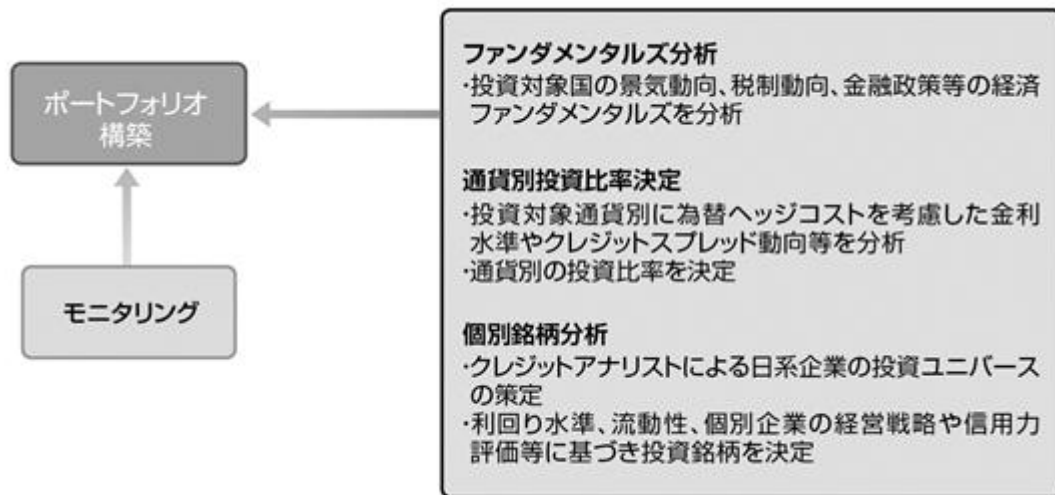 ポートフォリオ
構築
モニタリング
ファンダメンタルズ分析
・投資対象国の景気動向、税制動向、金融政策等の経済
ファンダメンタルズを分析
通貨別投資比率決定
・投資対象通貨別に為替ヘッジコストを考慮した金利
水準やクレジットスプレッド動向等を分析
・通貨別の投資比率を決定
個別銘柄分析
・クレジットアナリストによる日系企業の投資ユニバース
の策定
・利回り水準、流動性、個別企業の経営戦略や信用力
評価等に基づき投資銘柄を決定